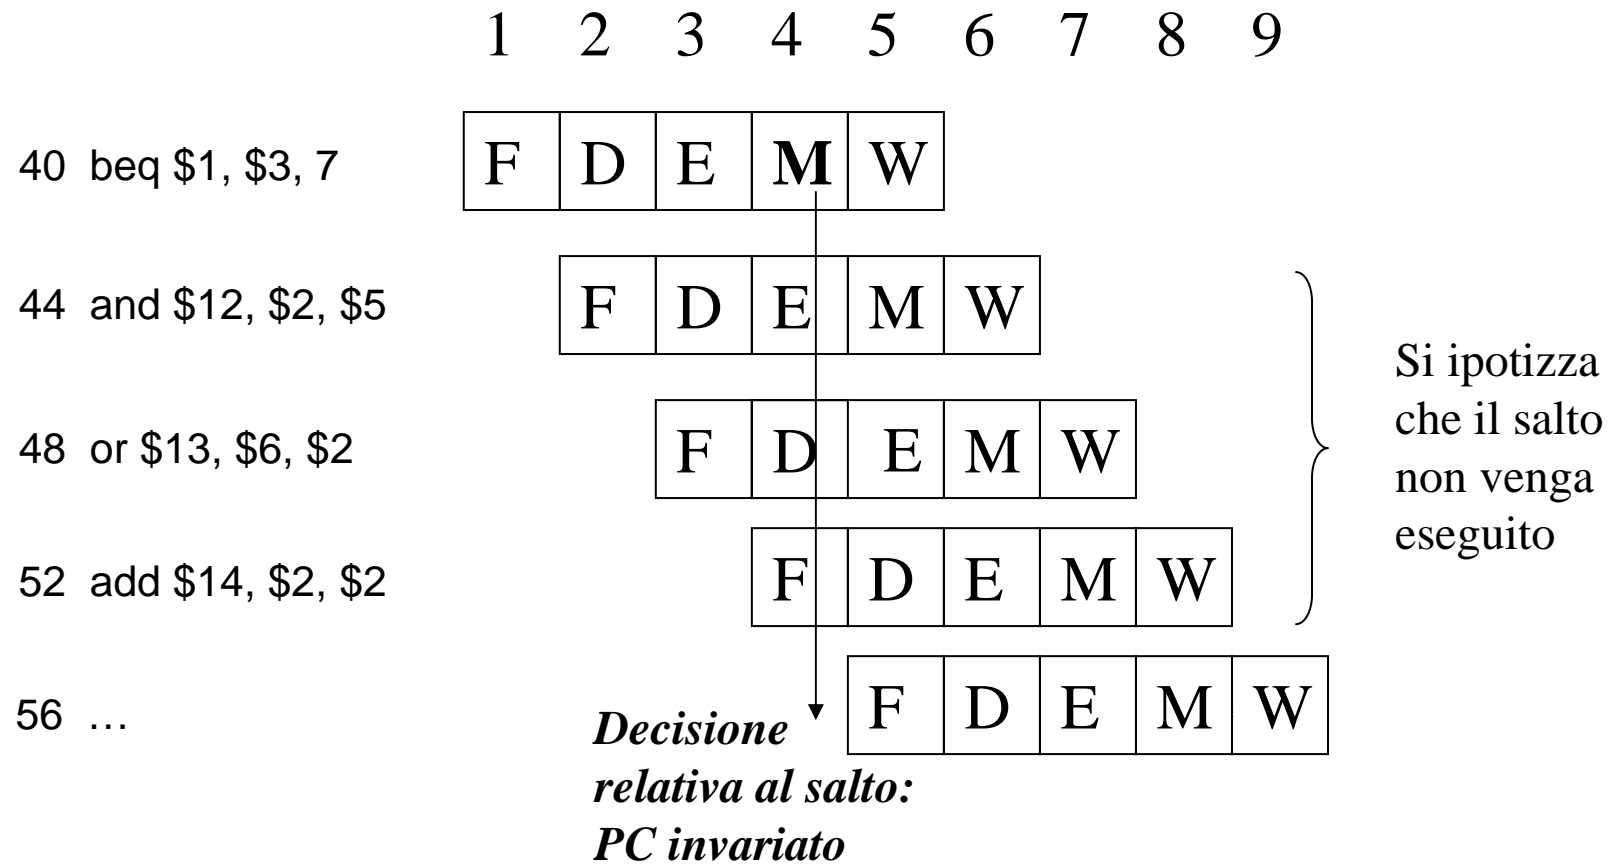 1 2 3 4 5 6 7 8 9
40 beq $1, $3, 7
F D E M W
44 and $12, $2, $5
F D E M W
48 or $13, $6, $2
F D E M W
52 add $14, $2, $2
F D E M W
56 …
F D E M W
Si ipotizza
che il salto
non venga
eseguito
Decisione
relativa al salto:
PC invariato